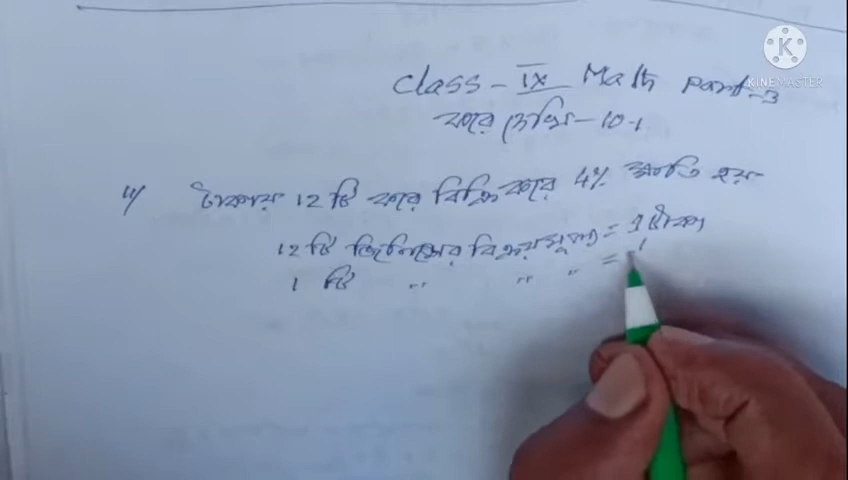 KINEMASTER
Class - IX Math Part-3
কষে দেখি - 10.1
11) টাকায় 12 টি করে বিক্রি করে 4% ক্ষতি হয়
12 টি জিনিসের বিক্রয়মূল্য = 1 টাকা
1 টি " " " = 1